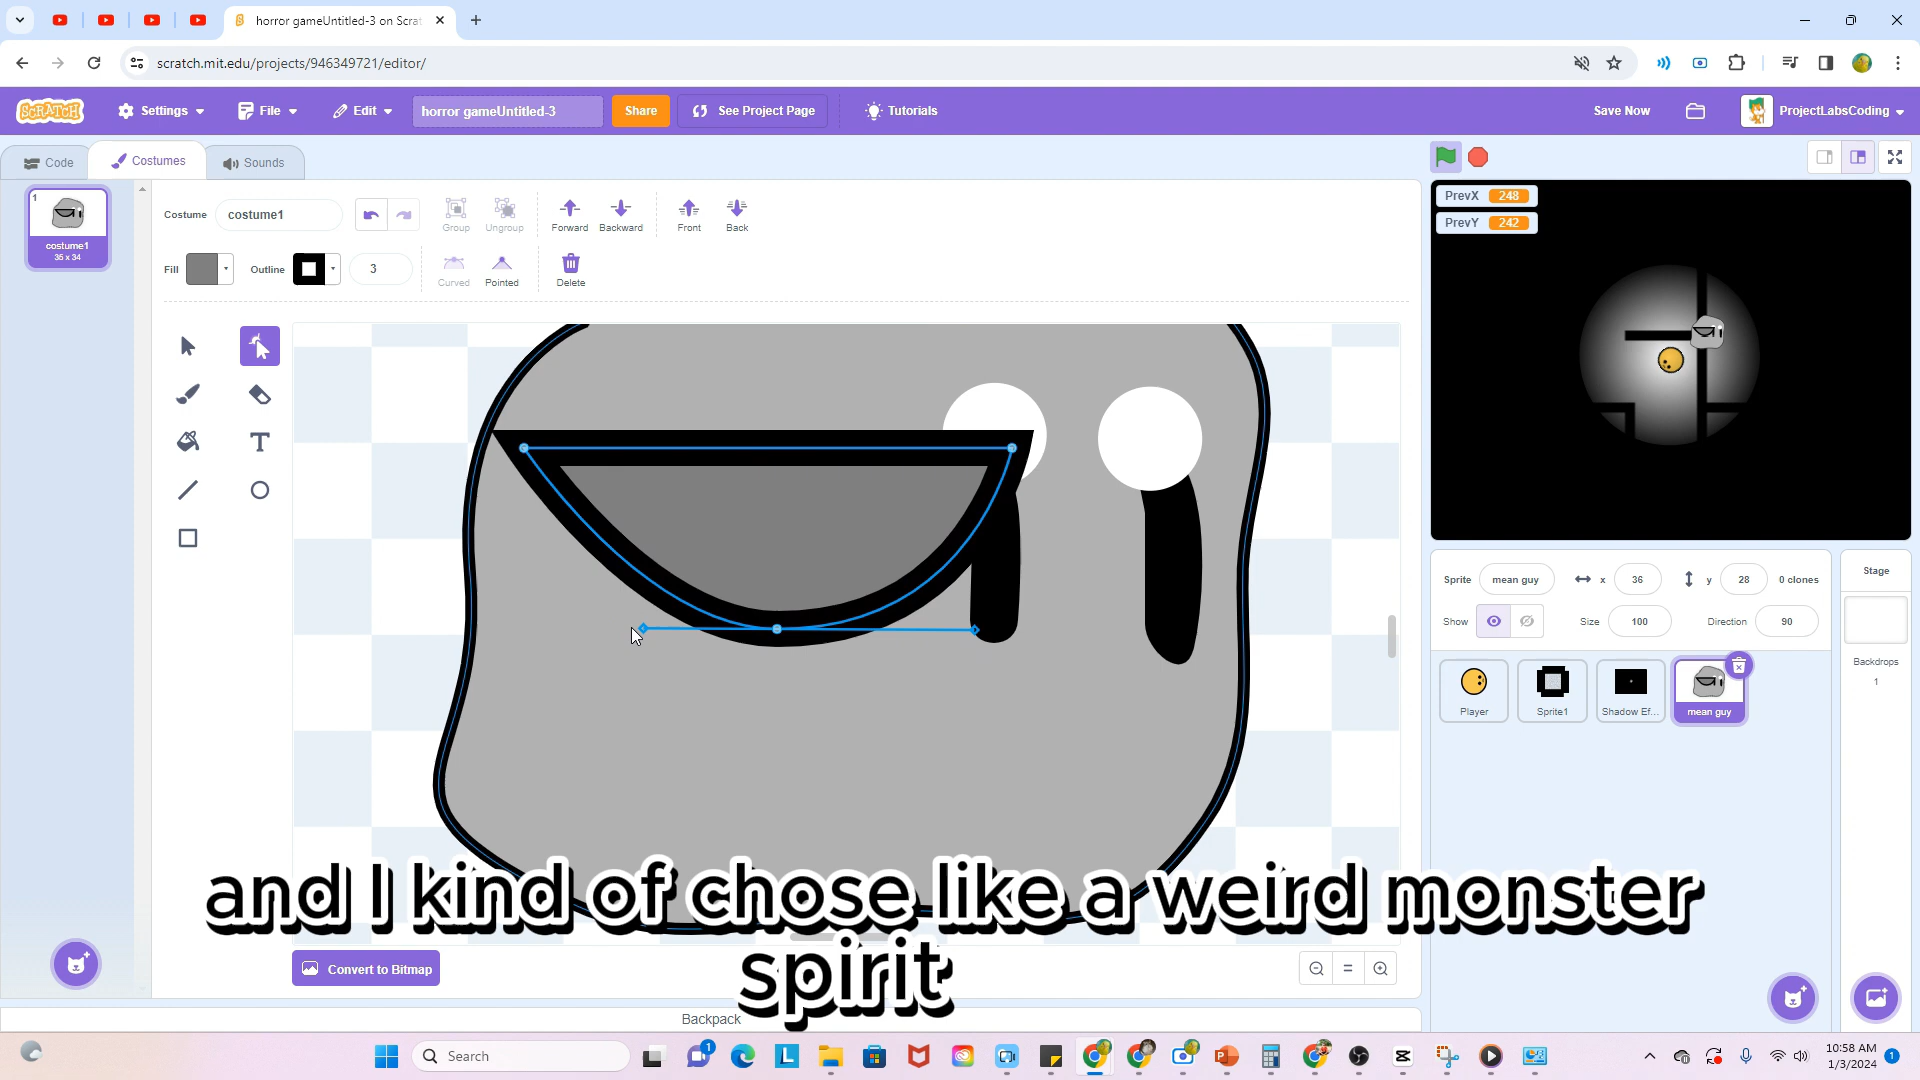 horror gameUntitled-3 on Scrat
scratch.mit.edu/projects/946349721/editor/
SCRATCH
Settings
File
Edit
horror gameUntitled-3
Share
See Project Page
Tutorials
Save Now
ProjectLabsCoding
Code
Costumes
Sounds
1
costume1
35 x 34
Costume
costume1
Group
Ungroup
Forward
Backward
Front
Back
Fill
Outline
3
Curved
Pointed
Delete
T
PrevX 248
PrevY 242
Sprite
mean guy
x
36
y
28
0 clones
Show
Size
100
Direction
90
Stage
Backdrops
1
Player
Sprite1
Shadow Ef...
mean guy
and I kind of chose like a weird monster
spirit
Convert to Bitmap
Backpack
Search
1
L
10:58 AM
1/3/2024
1